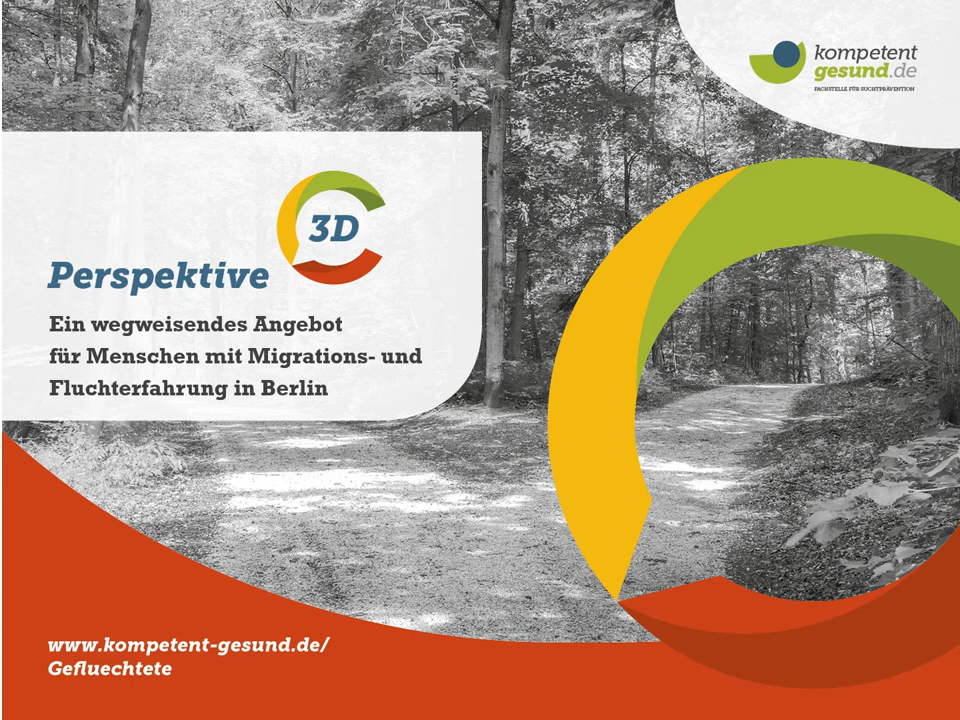 kompetent
gesund.de
FACHSTELLE FÜR SUCHTPRÄVENTION
3D
Perspektive
Ein wegweisendes Angebot
für Menschen mit Migrations- und
Fluchterfahrung in Berlin
www.kompetent-gesund.de/
Gefluechtete